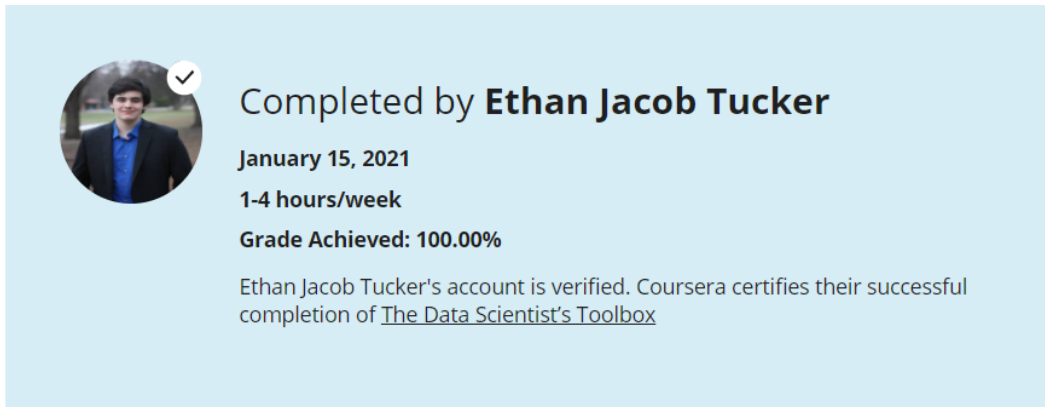 Completed by Ethan Jacob Tucker
January 15, 2021
1-4 hours/week
Grade Achieved: 100.00%
Ethan Jacob Tucker's account is verified. Coursera certifies their successful
completion of The Data Scientist’s Toolbox